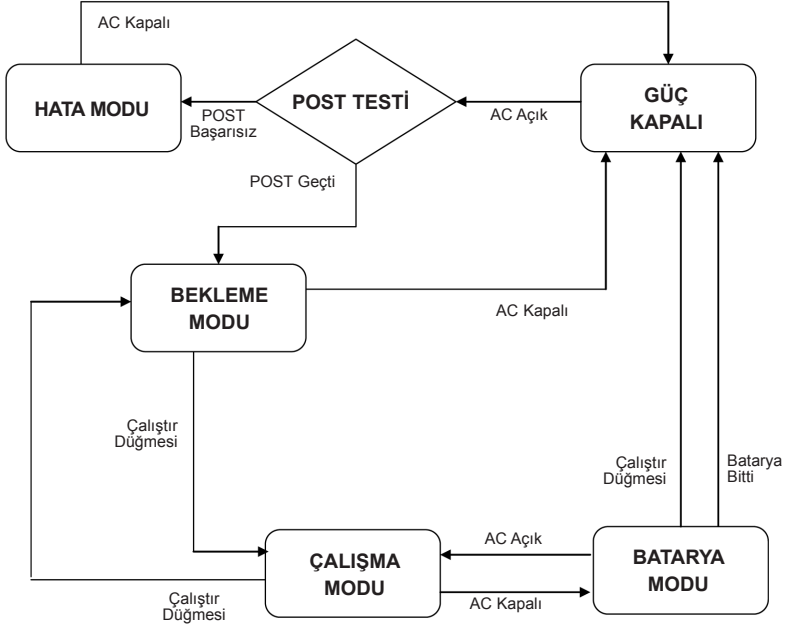 AC Kapalı
HATA MODU
POST
Başarısız
POST TESTİ
AC Açık
GÜÇ
KAPALI
POST Geçti
BEKLEME
MODU
AC Kapalı
Çalıştır
Düğmesi
Çalıştır
Düğmesi
Batarya
Bitti
ÇALIŞMA
MODU
AC Açık
AC Kapalı
BATARYA
MODU
Çalıştır
Düğmesi